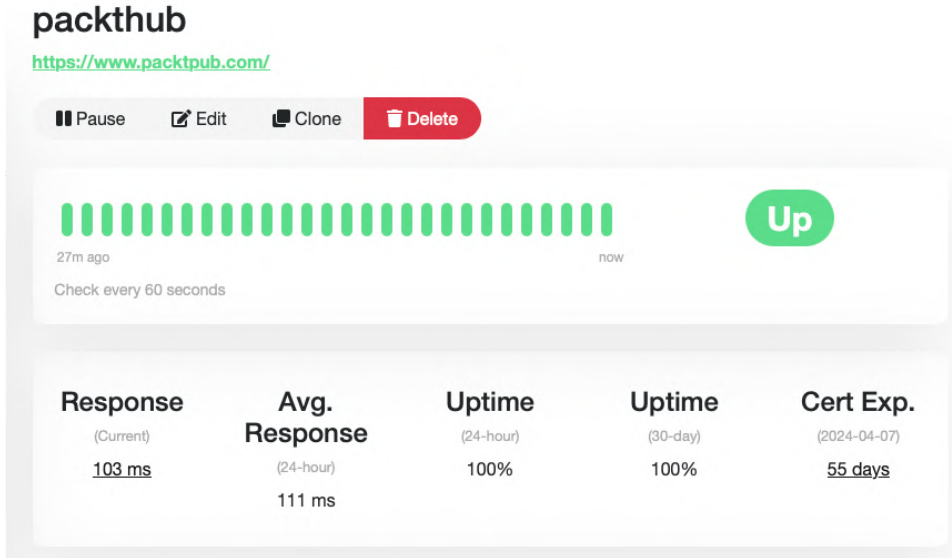 packthub
https://www.packtpub.com/
Pause Edit Clone Delete
Up
27m ago now
Check every 60 seconds
Response
(Current)
103 ms
Avg.
Response
(24-hour)
111 ms
Uptime
(24-hour)
100%
Uptime
(30-day)
100%
Cert Exp.
(2024-04-07)
55 days